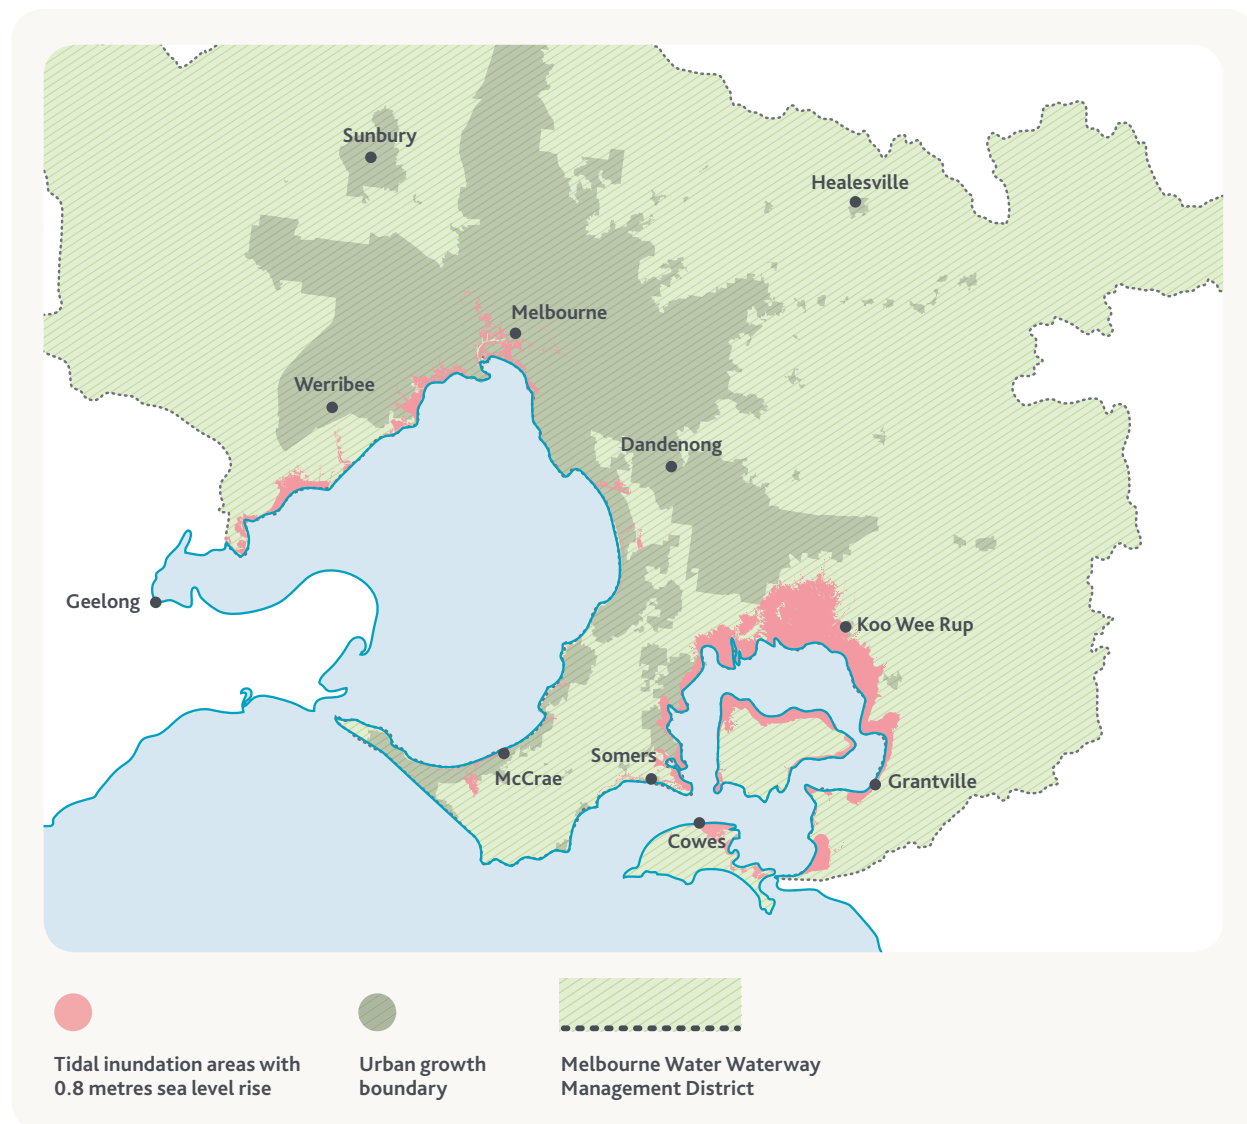 Sunbury
Healesville
Melbourne
Werribee
Dandenong
Geelong
Koo Wee Rup
Somers
McCrae
Grantville
Cowes
Tidal inundation areas with
0.8 metres sea level rise
Urban growth
boundary
Melbourne Water Waterway
Management District